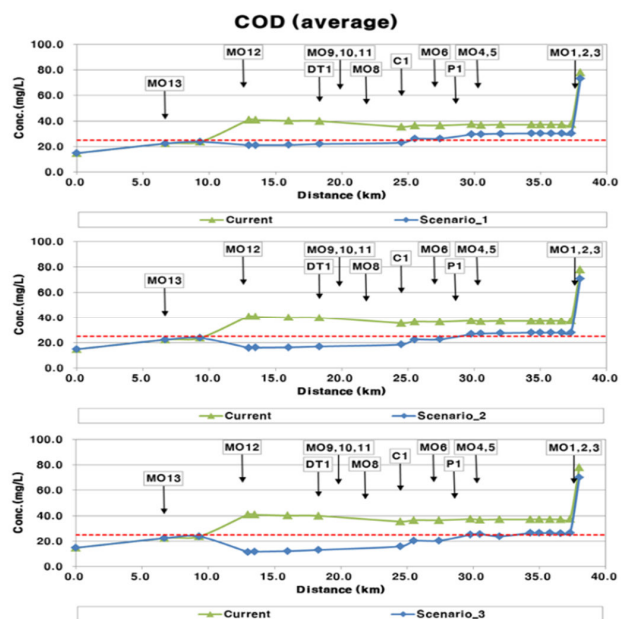 COD (average)
100.0
80.0
60.0
40.0
20.0
0.0
Conc.(mg/L)
MO13
MO12
MO9,10,11
DT1
MO8
C1
MO6
P1
MO4,5
MO1,2,3
0.0 5.0 10.0 15.0 20.0 25.0 30.0 35.0 40.0
Distance (km)
Current Scenario_1
100.0
80.0
60.0
40.0
20.0
0.0
Conc.(mg/L)
MO13
MO12
MO9,10,11
DT1
MO8
C1
MO6
P1
MO4,5
MO1,2,3
0.0 5.0 10.0 15.0 20.0 25.0 30.0 35.0 40.0
Distance (km)
Current Scenario_2
100.0
80.0
60.0
40.0
20.0
0.0
Conc.(mg/L)
MO13
MO12
MO9,10,11
DT1
MO8
C1
MO6
P1
MO4,5
MO1,2,3
0.0 5.0 10.0 15.0 20.0 25.0 30.0 35.0 40.0
Distance (km)
Current Scenario_3